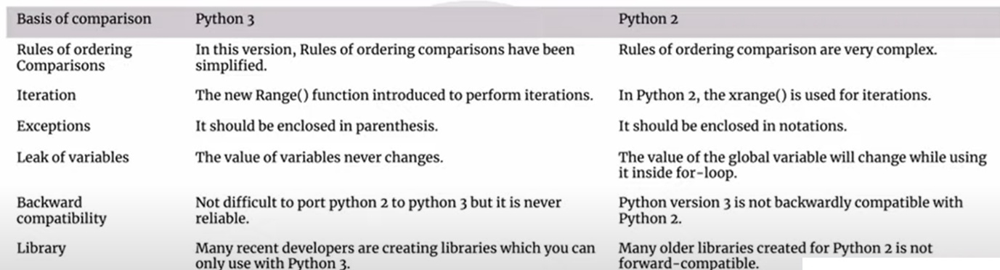 Basis of comparison Python 3 Python 2
Rules of ordering In this version, Rules of ordering comparisons have been Rules of ordering comparison are very complex.
Comparisons simplified.
Iteration The new Range() function introduced to perform iterations. In Python 2, the xrange() is used for iterations.
Exceptions It should be enclosed in parenthesis. It should be enclosed in notations.
Leak of variables The value of variables never changes. The value of the global variable will change while using
it inside for-loop.
Backward Not difficult to port python 2 to python 3 but it is never Python version 3 is not backwardly compatible with
compatibility reliable. Python 2.
Library Many recent developers are creating libraries which you can Many older libraries created for Python 2 is not
only use with Python 3. forward-compatible.